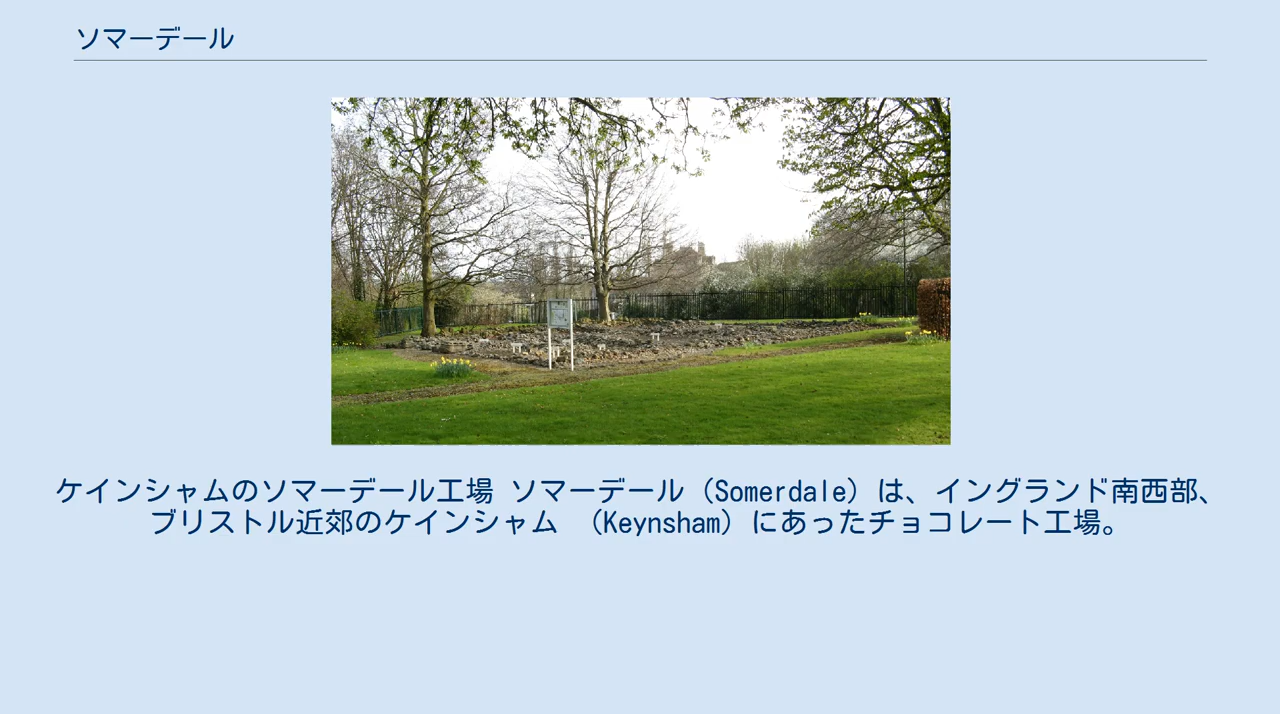 ソマーデール
ケインシャムのソマーデール工場 ソマーデール（Somerdale）は、イングランド南西部、
ブリストル近郊のケインシャム （Keynsham）にあったチョコレート工場。